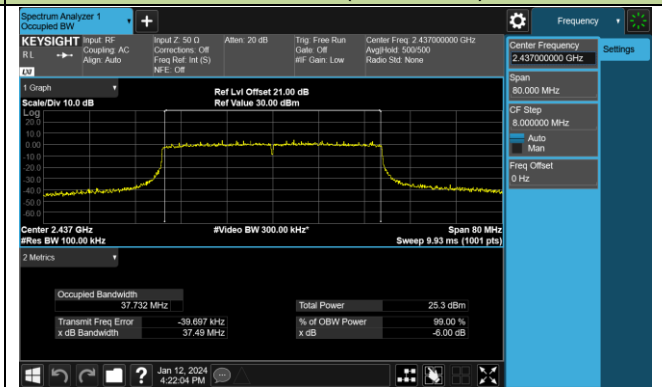 Spectrum Analyzer 1
Occupied BW
Frequency
KEYSIGHT
RL
Input: RF
Coupling: AC
Align: Auto
Input Z: 50 Ω
Corrections: Off
Freq Ref: Int (S)
NFE: Off
Atten: 20 dB
Trig: Free Run
Gate: Off
#IF Gain: Low
Center Freq: 2.437000000 GHz
Avg|Hold: 500/500
Radio Std: None
LXI
Center Frequency
2.437000000 GHz
Settings
Span
80.000 MHz
CF Step
8.000000 MHz
Auto
Man
Freq Offset
0 Hz
1 Graph
Scale/Div 10.0 dB
Ref Lvl Offset 21.00 dB
Ref Value 30.00 dBm
Log
20.0
10.0
0.00
-10.0
-20.0
-30.0
-40.0
-50.0
-60.0
Center 2.437 GHz
#Video BW 300.00 kHz*
Span 80 MHz
#Res BW 100.00 kHz
Sweep 9.93 ms (1001 pts)
2 Metrics
Occupied Bandwidth
37.732 MHz
Total Power 25.3 dBm
Transmit Freq Error -39.697 kHz
% of OBW Power 99.00 %
x dB Bandwidth 37.49 MHz
x dB -6.00 dB
Jan 12, 2024
4:22:04 PM